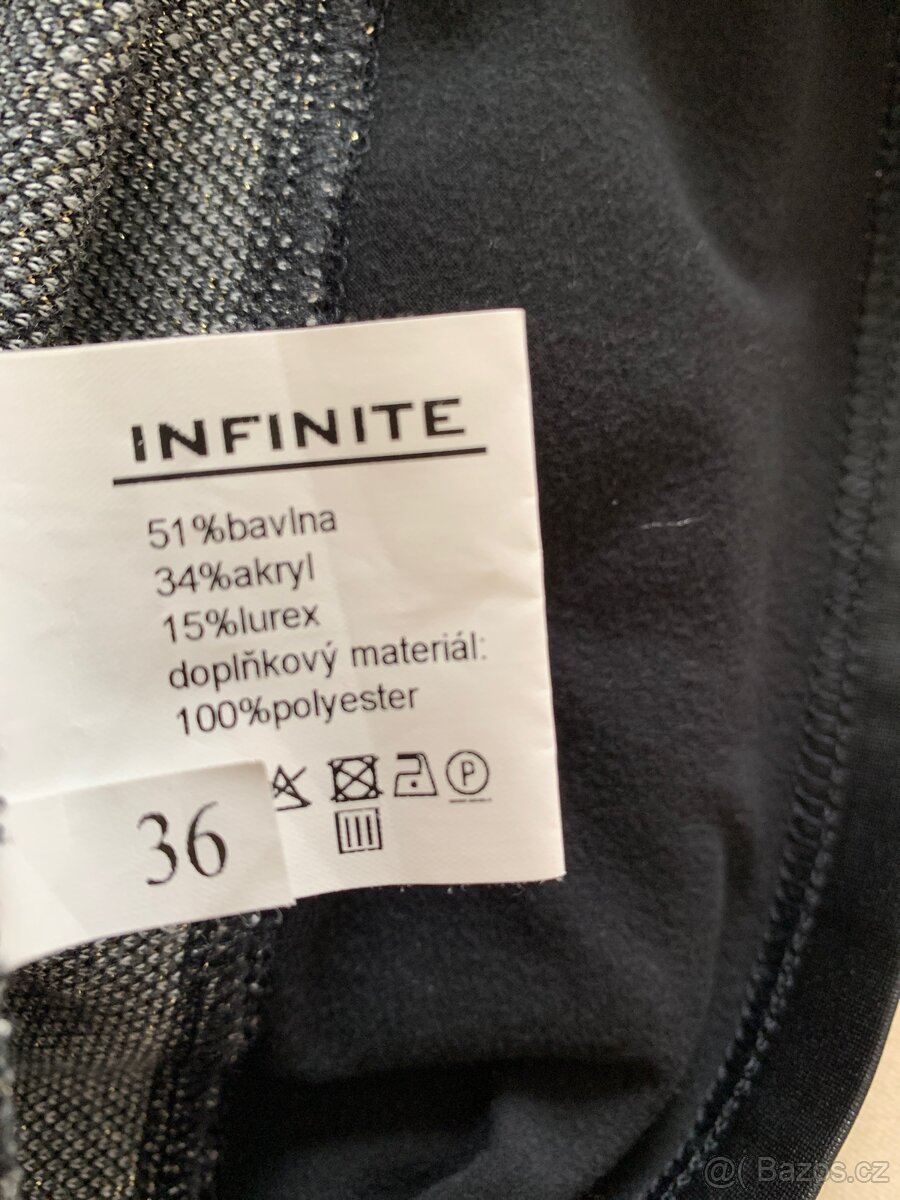 INFINITE
51%bavlna
34%akryl
15%lurex
doplňkový materiál:
100%polyester
P
36
@( Bazos.cz